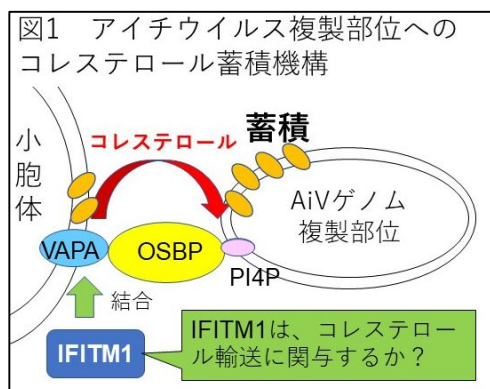 図1　アイチウイルス複製部位への
コレステロール蓄積機構
小胞体
コレステロール
蓄積
AiVゲノム
複製部位
VAPA
OSBP
PI4P
結合
IFITM1
IFITM1は、コレステロー
ル輸送に関与するか？